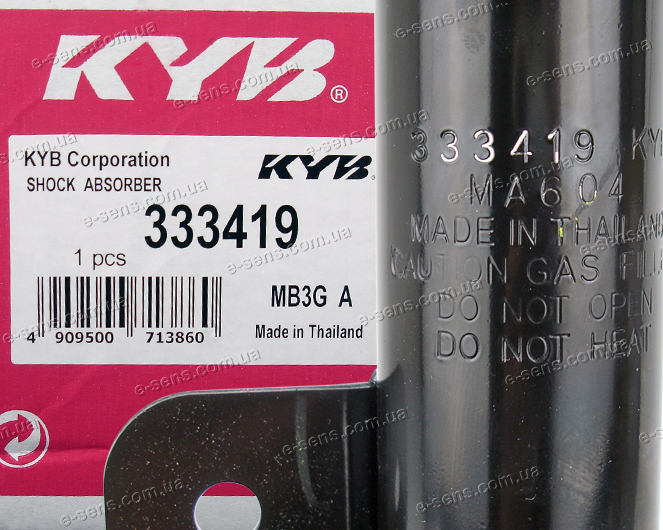 KYB®
KYB Corporation
KYB
SHOCK ABSORBER
333419
1 pcs
MB3G A
4 909500 713860
Made in Thailand
333419 KY
MA604
MADE IN THAILAND
CAUTION GAS FIL
DO NOT OPEN
DO NOT HEAT
e-sens.com.ua